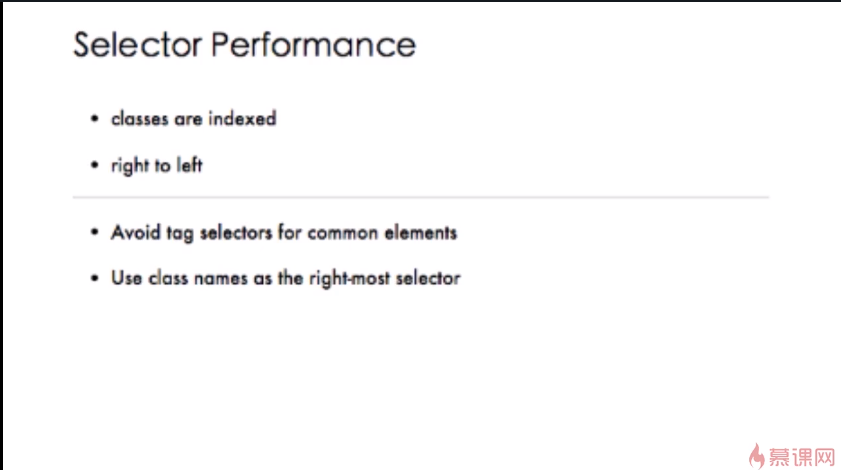 Selector Performance
• classes are indexed
• right to left
• Avoid tag selectors for common elements
• Use class names as the right-most selector
慕课网